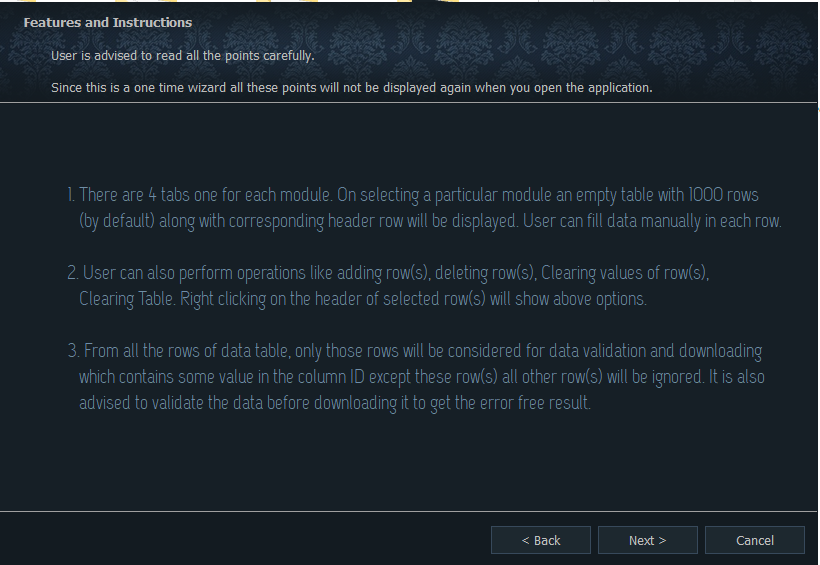 Features and Instructions
User is advised to read all the points carefully.
Since this is a one time wizard all these points will not be displayed again when you open the application.
1. There are 4 tabs one for each module. On selecting a particular module an empty table with 1000 rows
(by default) along with corresponding header row will be displayed. User can fill data manually in each row.
2. User can also perform operations like adding row(s), deleting row(s), Clearing values of row(s),
Clearing Table. Right clicking on the header of selected row(s) will show above options.
3. From all the rows of data table, only those rows will be considered for data validation and downloading
which contains some value in the column ID except these row(s) all other row(s) will be ignored. It is also
advised to validate the data before downloading it to get the error free result.
< Back Next > Cancel